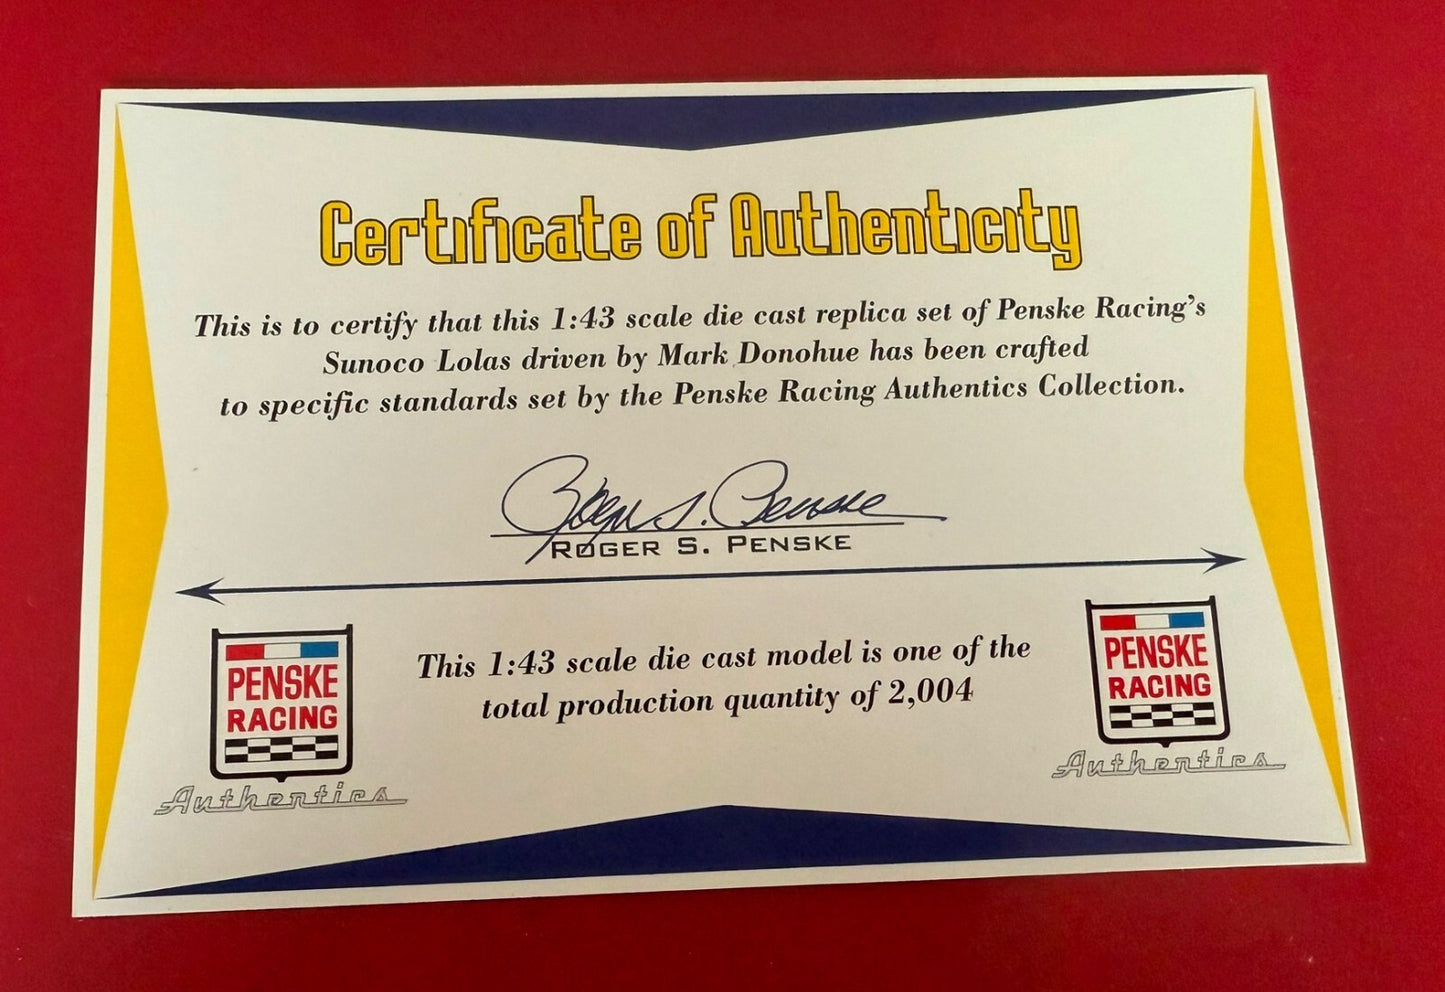 Certificate of Authenticity
This is to certify that this 1:43 scale die cast replica set of Penske Racing's
Sunoco Lolas driven by Mark Donohue has been crafted
to specific standards set by the Penske Racing Authentics Collection.
Roger S. Penske
ROGER S. PENSKE
This 1:43 scale die cast model is one of the
total production quantity of 2,004
PENSKE
RACING
Authentics
PENSKE
RACING
Authentics